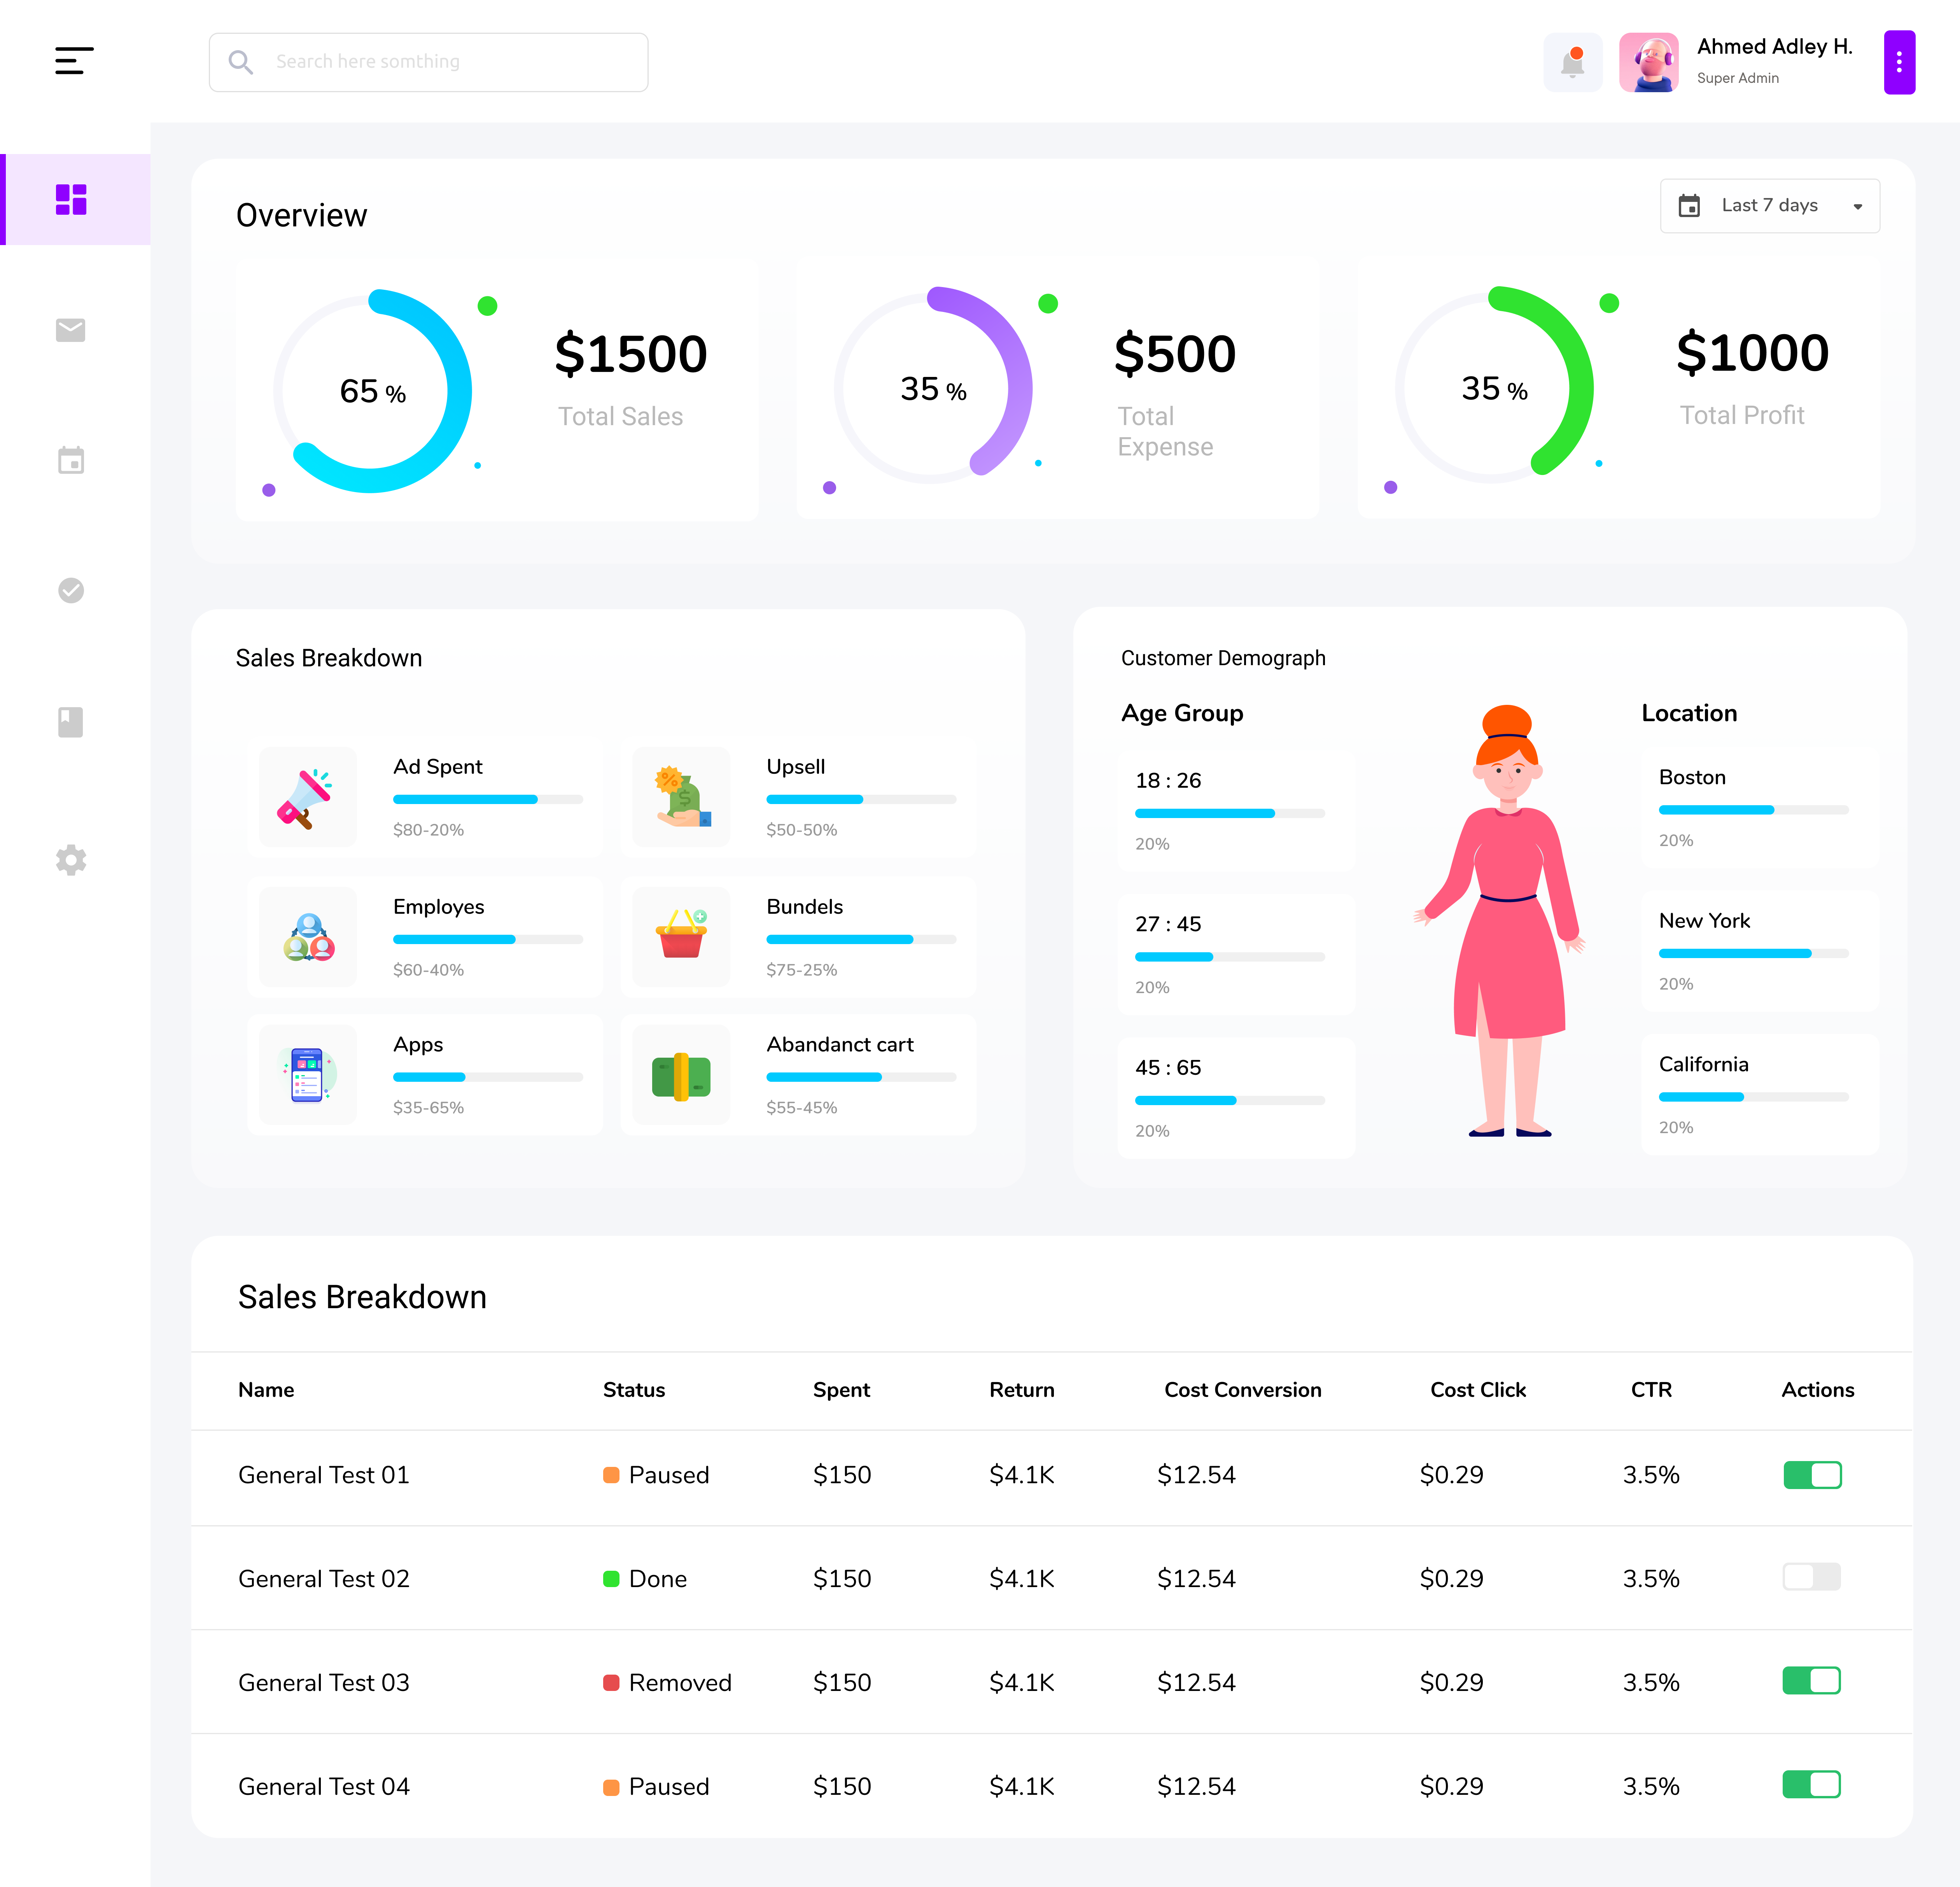 Search here somthing
Ahmed Adley H.
Super Admin
Overview
Last 7 days
65 %
$1500
Total Sales
35 %
$500
Total
Expense
35 %
$1000
Total Profit
Sales Breakdown
Ad Spent
$80-20%
Upsell
$50-50%
Employes
$60-40%
Bundels
$75-25%
Apps
$35-65%
Abandanct cart
$55-45%
Customer Demograph
Age Group
18 : 26
20%
27 : 45
20%
45 : 65
20%
Location
Boston
20%
New York
20%
California
20%
Sales Breakdown
Name Status Spent Return Cost Conversion Cost Click CTR Actions
General Test 01 Paused $150 $4.1K $12.54 $0.29 3.5%
General Test 02 Done $150 $4.1K $12.54 $0.29 3.5%
General Test 03 Removed $150 $4.1K $12.54 $0.29 3.5%
General Test 04 Paused $150 $4.1K $12.54 $0.29 3.5%